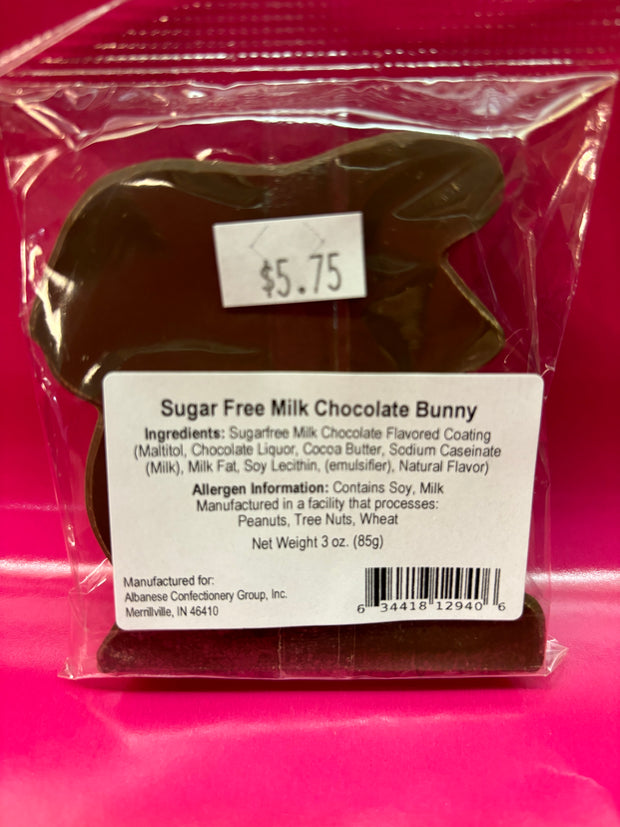 $5.75
Sugar Free Milk Chocolate Bunny
Ingredients: Sugarfree Milk Chocolate Flavored Coating
(Maltitol, Chocolate Liquor, Cocoa Butter, Sodium Caseinate
(Milk), Milk Fat, Soy Lecithin, (emulsifier), Natural Flavor)
Allergen Information: Contains Soy, Milk
Manufactured in a facility that processes:
Peanuts, Tree Nuts, Wheat
Net Weight 3 oz. (85g)
Manufactured for:
Albanese Confectionery Group, Inc.
Merrillville, IN 46410
6 34418 12940 6